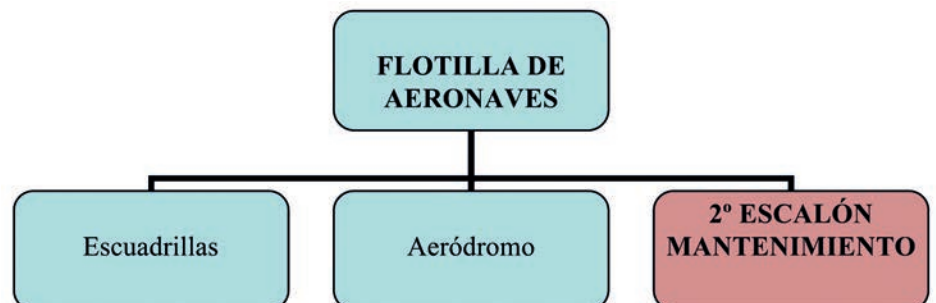 FLOTILLA DE
AERONAVES
Escuadrillas
Aeródromo
2º ESCALÓN
MANTENIMIENTO